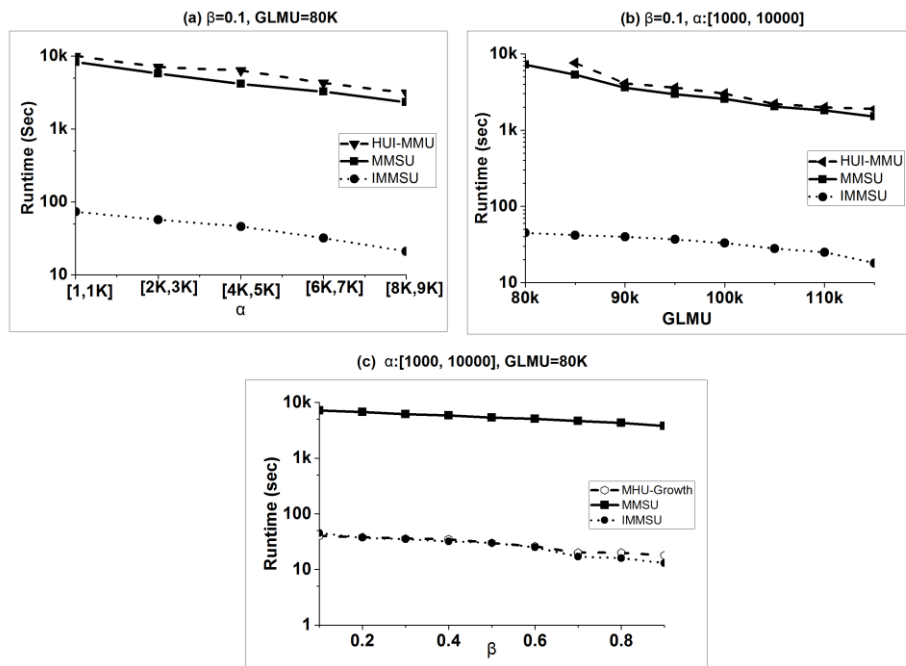 (a) β=0.1, GLMU=80K
Runtime (Sec)
10k
1k
100
10
HUI-MMU
MMSU
IMMSU
[1,1K] [2K,3K] [4K,5K] [6K,7K] [8K,9K]
α
(b) β=0.1, α:[1000, 10000]
Runtime (sec)
10k
1k
100
10
HUI-MMU
MMSU
IMMSU
80k 90k 100k 110k
GLMU
(c) α:[1000, 10000], GLMU=80K
Runtime (sec)
10k
1k
100
10
1
MHU-Growth
MMSU
IMMSU
0.2 0.4 0.6 0.8
β